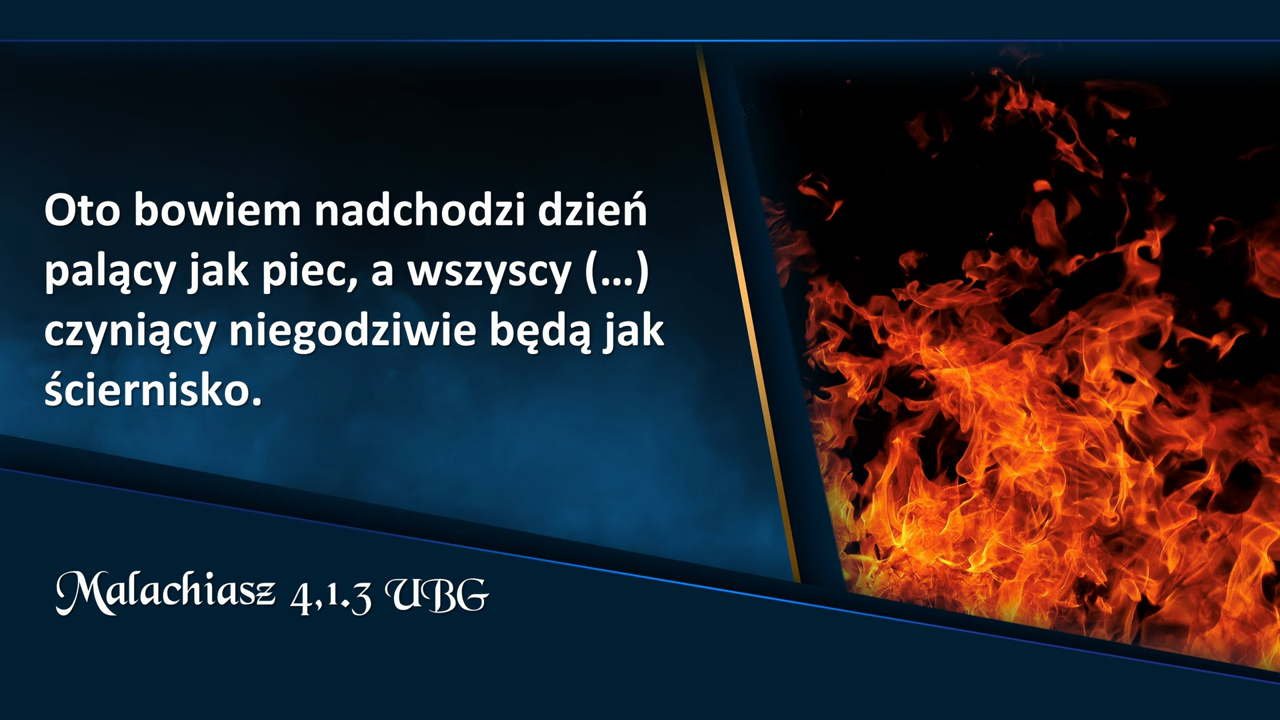 Oto bowiem nadchodzi dzień
palący jak piec, a wszyscy (...)
czyniący niegodziwie będą jak
ściernisko.
Malachiasz 4,1.3 UBG